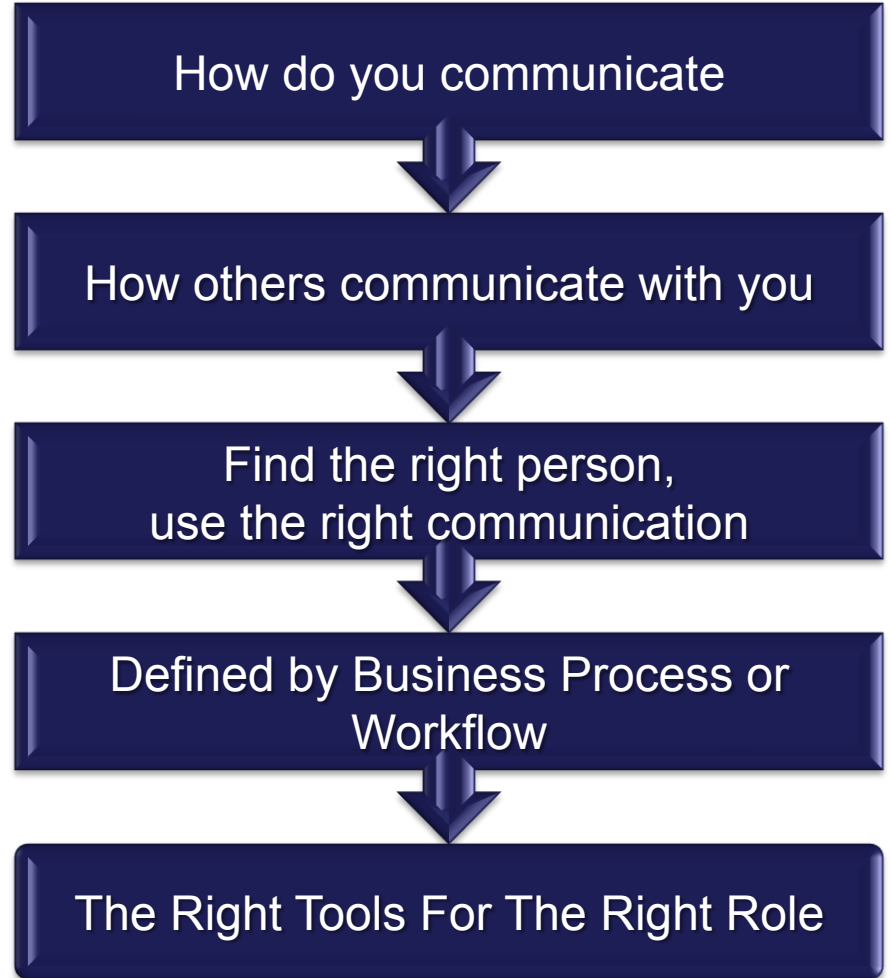 How do you communicate
How others communicate with you
Find the right person,
use the right communication
Defined by Business Process or
Workflow
The Right Tools For The Right Role